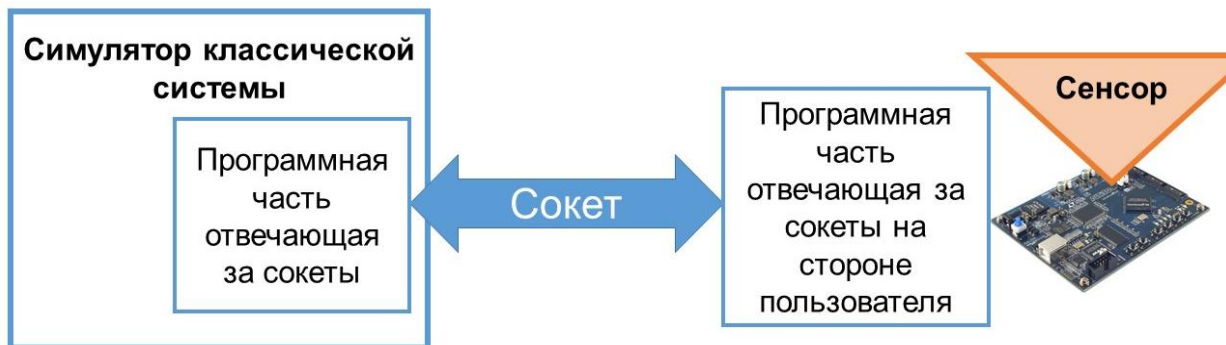 Симулятор классической
системы
Программная
часть
отвечающая
за сокеты
Сокет
Программная
часть
отвечающая за
сокеты на
стороне
пользователя
Сенсор